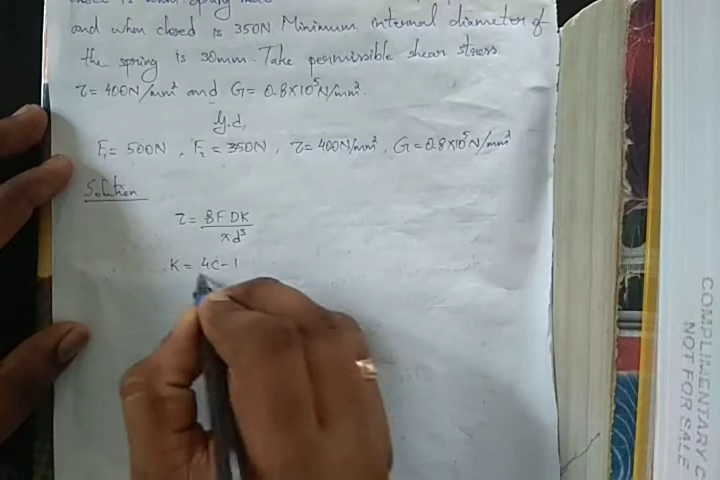 and when closed is 350N Minimum internal diameter of
the spring is 30mm. Take permissible shear stress
τ = 400N/mm² and G = 0.8×10⁵N/mm².
F₁ = 500N, F₂ = 350N, τ = 400N/mm², G = 0.8×10⁵N/mm²
Solution
τ = 8FDK
πd³
K = 4C-1
COMPLIMENTARY C
NOT FOR SALE